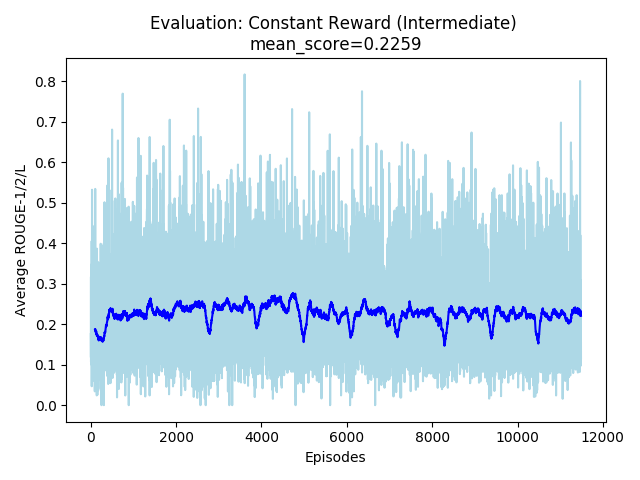 Evaluation: Constant Reward (Intermediate)
mean_score=0.2259
0.8
0.7
0.6
0.5
0.4
0.3
0.2
0.1
0.0
Average ROUGE-1/2/L
0 2000 4000 6000 8000 10000 12000
Episodes